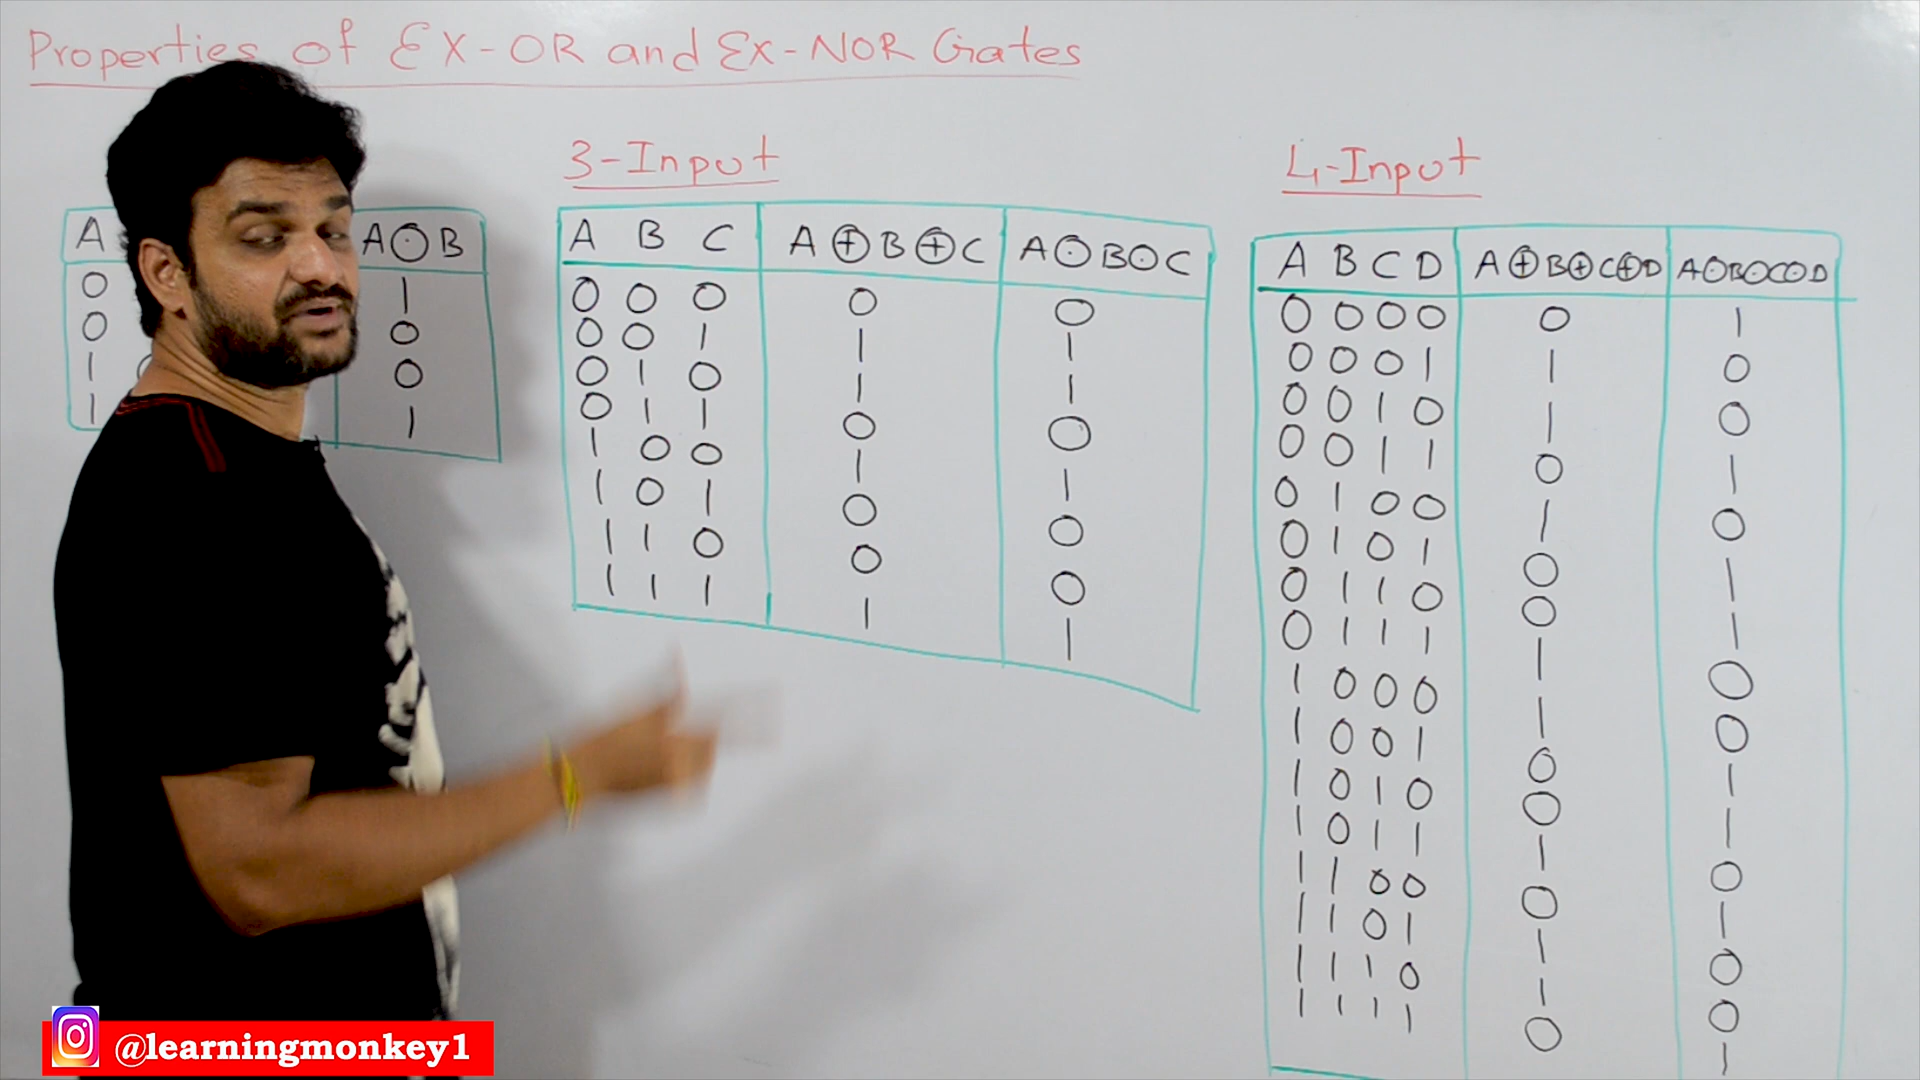 Properties of EX-OR and Ex-NOR Gates
3-Input
4-Input
A A⊙B
0 1
0 0
1 0
1 1
A B C A⊕B⊕C A⊙B⊙C
0 0 0 0 0
0 0 1 1 1
0 1 0 1 1
0 1 1 0 0
1 0 0 1 1
1 0 1 0 0
1 1 0 0 0
1 1 1 1 1
A B C D A⊕B⊕C⊕D A⊙B⊙C⊙D
0 0 0 0 0 1
0 0 0 1 1 0
0 0 1 0 1 0
0 0 1 1 0 1
0 1 0 0 1 0
0 1 0 1 0 1
0 1 1 0 0 1
0 1 1 1 1 0
1 0 0 0 1 0
1 0 0 1 0 1
1 0 1 0 0 1
1 0 1 1 1 0
1 1 0 0 0 1
1 1 0 1 1 0
1 1 1 0 1 0
1 1 1 1 0 1
@learningmonkey1